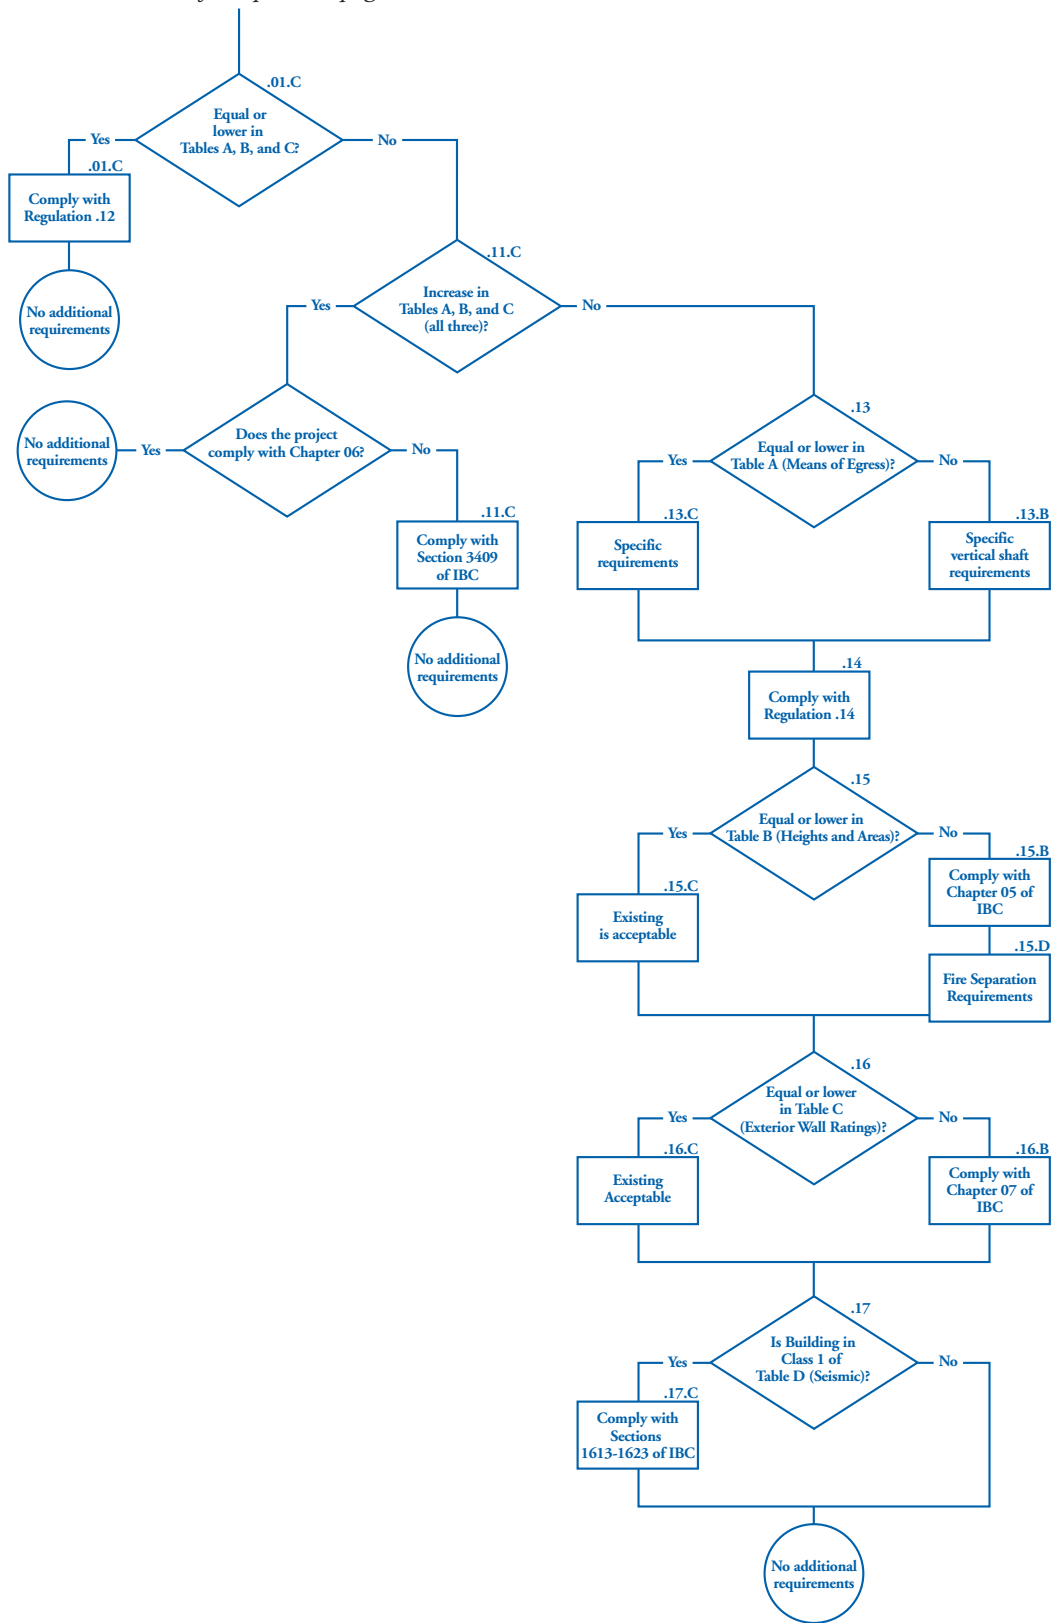 .01.C
Equal or
lower in
Tables A, B, and C?
Yes
No
.01.C
Comply with
Regulation .12
No additional
requirements
.11.C
Increase in
Tables A, B, and C
(all three)?
Yes
No
Does the project
comply with Chapter 06?
Yes
No
No additional
requirements
.11.C
Comply with
Section 3409
of IBC
No additional
requirements
.13
Equal or lower in
Table A (Means of Egress)?
Yes
No
.13.C
Specific
requirements
.13.B
Specific
vertical shaft
requirements
.14
Comply with
Regulation .14
.15
Equal or lower in
Table B (Heights and Areas)?
Yes
No
.15.C
Existing
is acceptable
.15.B
Comply with
Chapter 05 of
IBC
.15.D
Fire Separation
Requirements
.16
Equal or lower
in Table C
(Exterior Wall Ratings)?
Yes
No
.16.C
Existing
Acceptable
.16.B
Comply with
Chapter 07 of
IBC
.17
Is Building in
Class 1 of
Table D (Seismic)?
Yes
No
.17.C
Comply with
Sections
1613-1623 of IBC
No additional
requirements